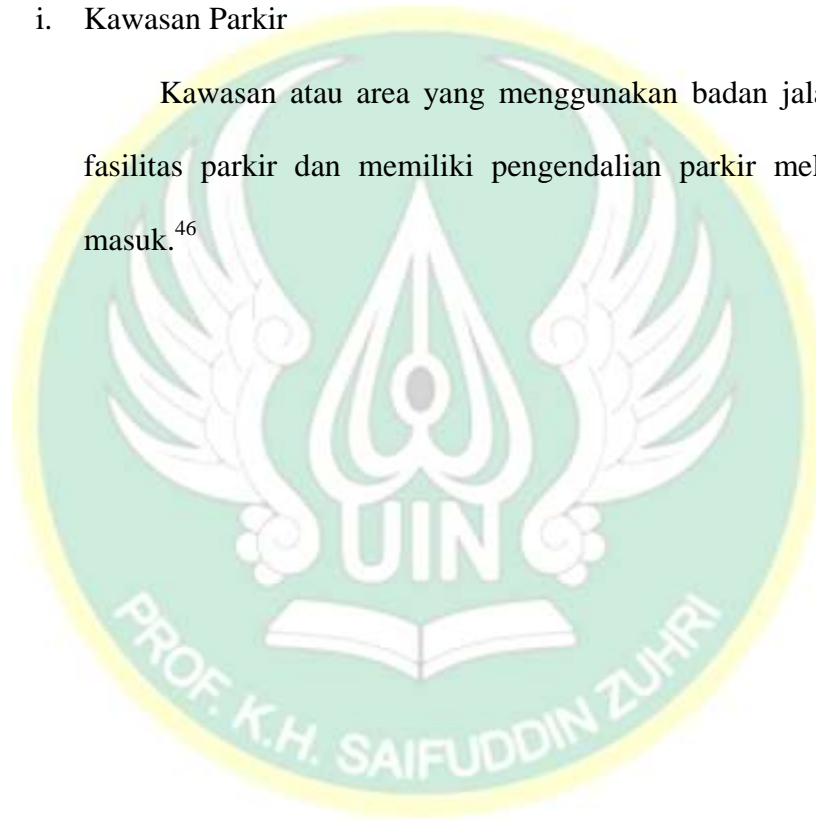 i. Kawasan Parkir
Kawasan atau area yang menggunakan badan jala
fasilitas parkir dan memiliki pengendalian parkir mel
masuk.46
UIN
PROF. K.H. SAIFUDDIN ZUHRI